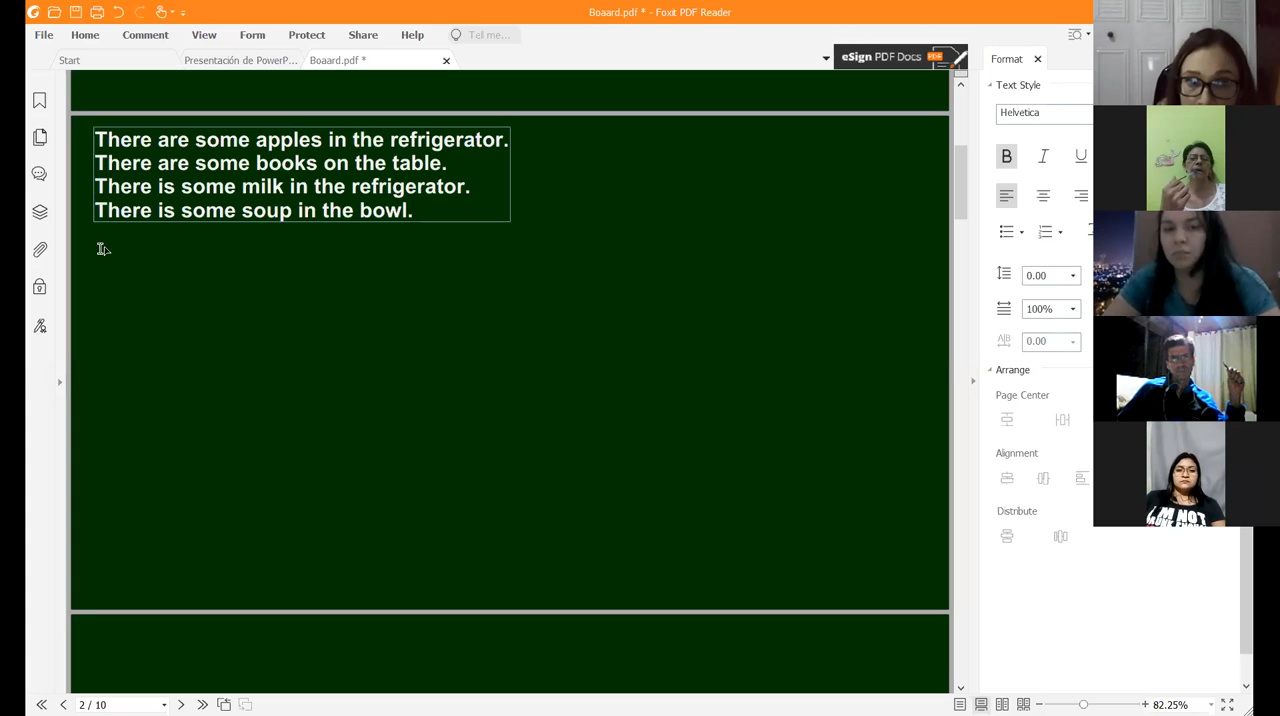 Boaard.pdf * - Foxit PDF Reader
File Home Comment View Form Protect Share Help Tell me...
Start Presentación de PowerP... Boaard.pdf * eSign PDF Docs
Format
Text Style
Helvetica
B I U
0.00
100%
0.00
Arrange
Page Center
Alignment
Distribute
There are some apples in the refrigerator.
There are some books on the table.
There is some milk in the refrigerator.
There is some soup in the bowl.
I'M NOT
2 / 10
82.25%